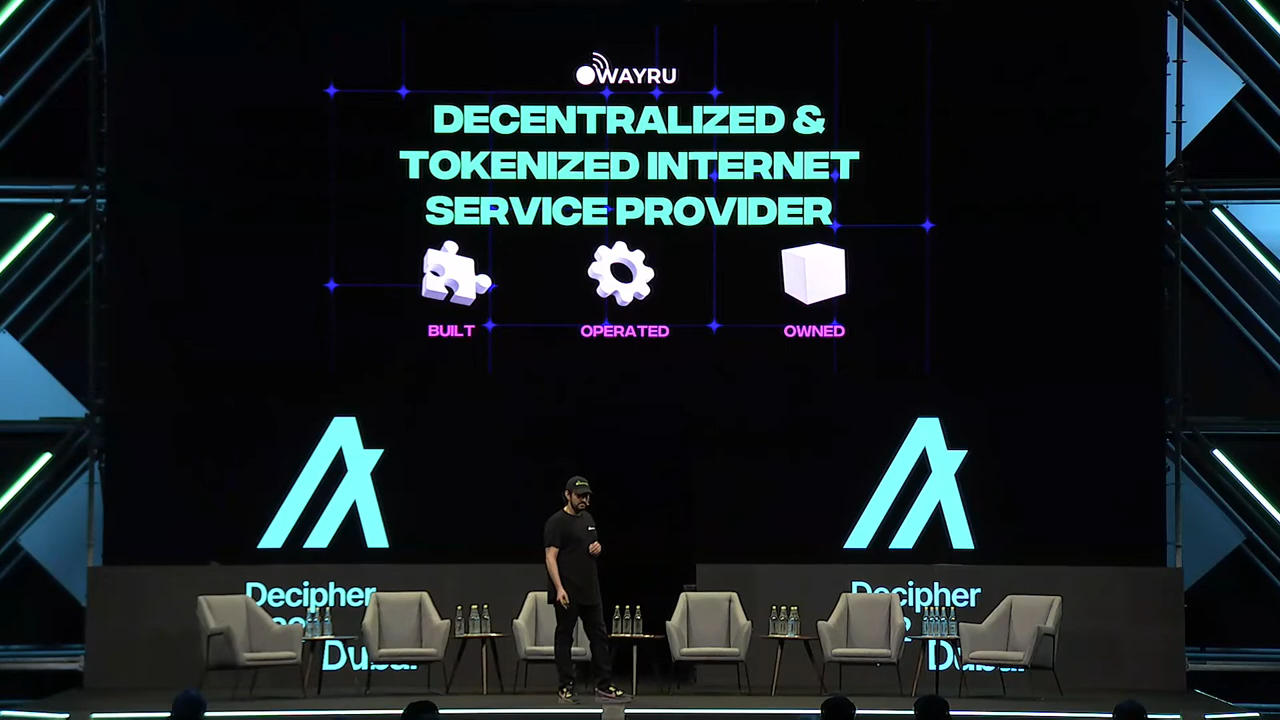 WAYRU
DECENTRALIZED &
TOKENIZED INTERNET
SERVICE PROVIDER
BUILT
OPERATED
OWNED
Decipher
Dubai
Decipher
Dubai